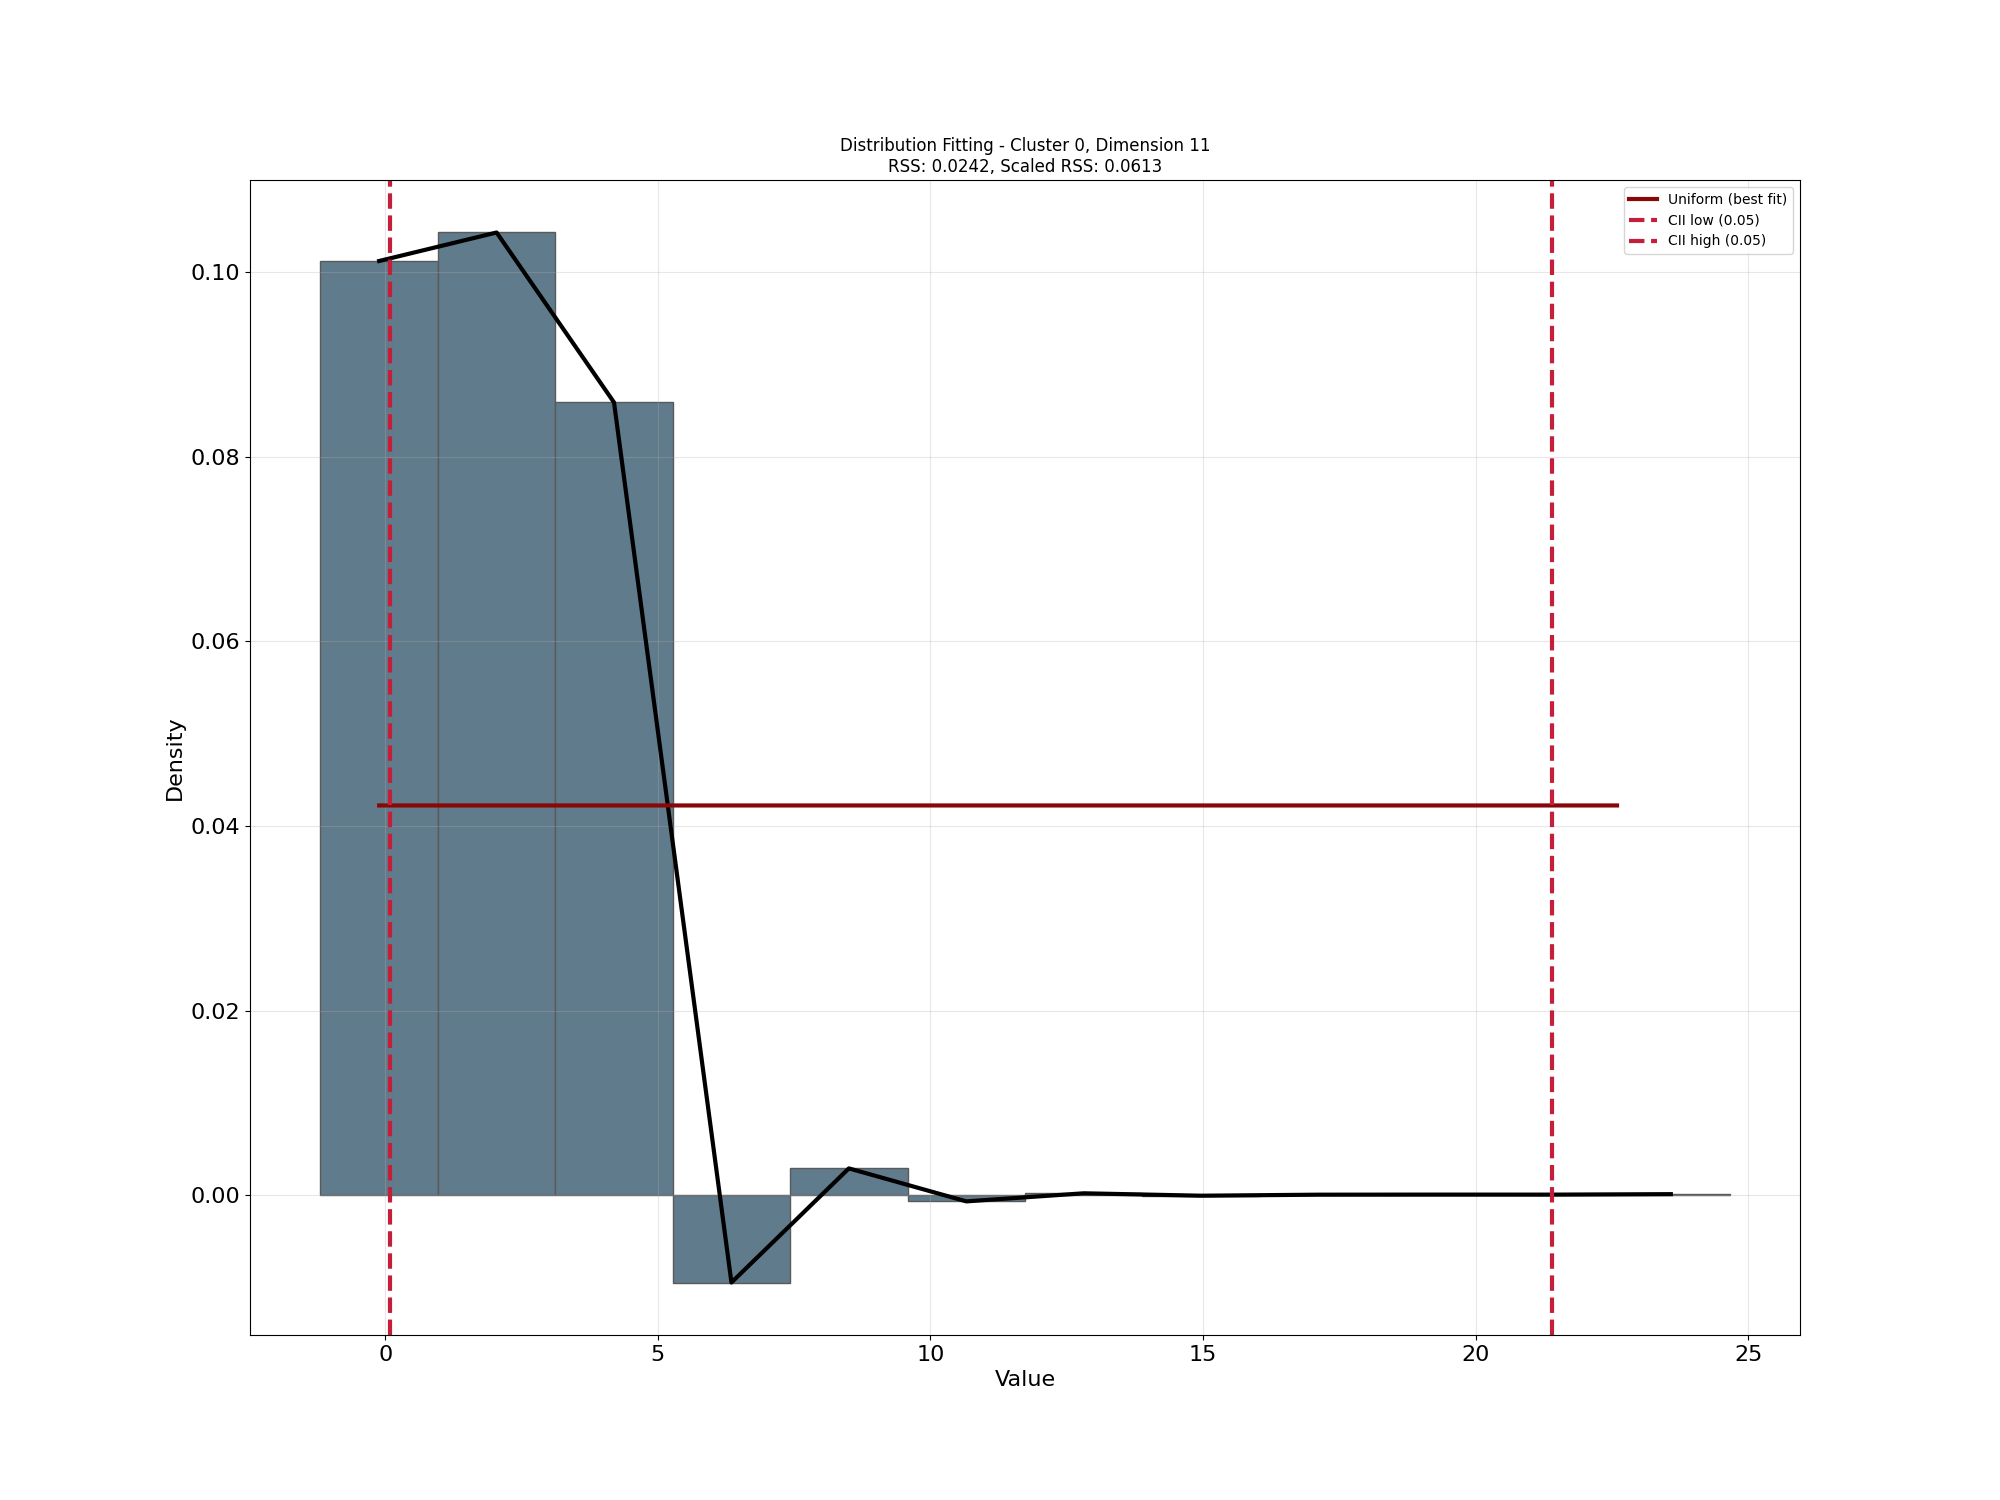 Distribution Fitting - Cluster 0, Dimension 11
RSS: 0.0242, Scaled RSS: 0.0613
Uniform (best fit)
CII low (0.05)
CII high (0.05)
0.10
0.08
0.06
0.04
0.02
0.00
Density
0 5 10 15 20 25
Value